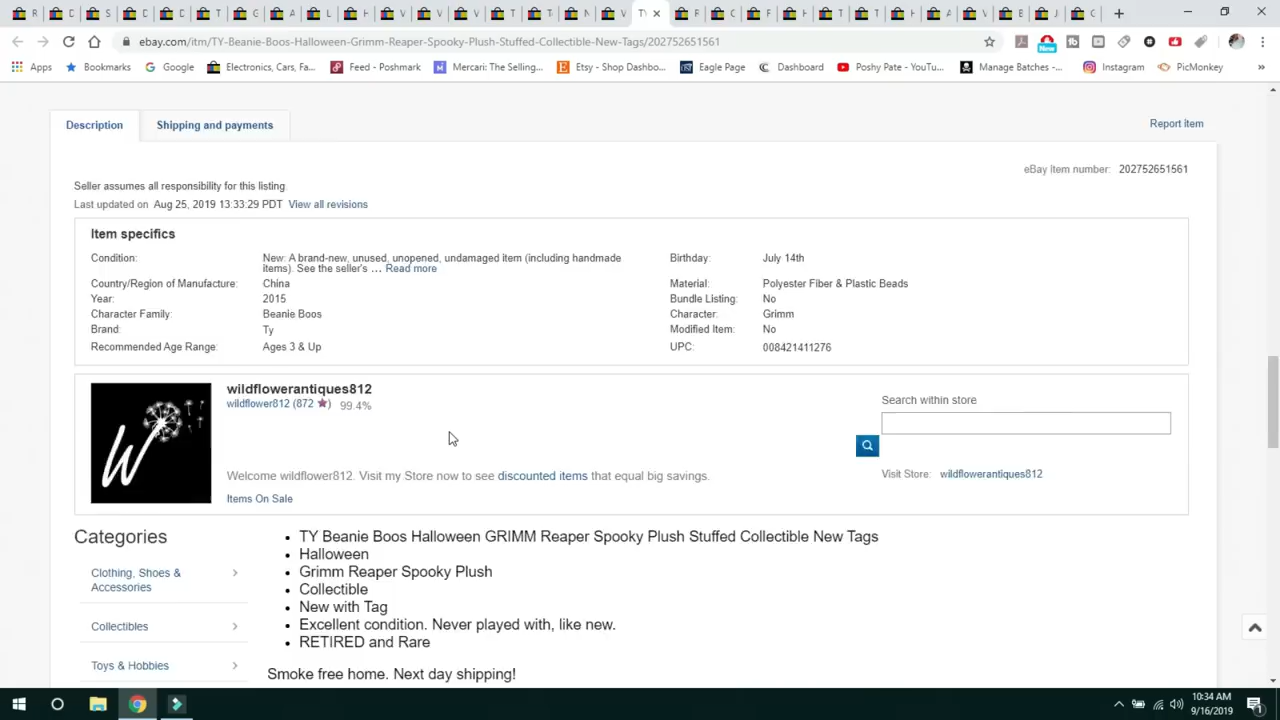 ebay.com/itm/TY-Beanie-Boos-Halloween-Grimm-Reaper-Spooky-Plush-Stuffed-Collectible-New-Tags/202752651561
New
Apps Bookmarks Google Electronics, Cars, Fa... Feed - Poshmark Mercari: The Selling... Etsy - Shop Dashbo... Eagle Page Dashboard Poshy Pate - YouTu... Manage Batches -... Instagram PicMonkey »
Description Shipping and payments Report item
eBay Item number: 202752651561
Seller assumes all responsibility for this listing
Last updated on Aug 25, 2019 13:33:29 PDT View all revisions
Item specifics
Condition: New: A brand-new, unused, unopened, undamaged item (including handmade items). See the seller's ... Read more
Birthday: July 14th
Country/Region of Manufacture: China
Material: Polyester Fiber & Plastic Beads
Year: 2015
Bundle Listing: No
Character Family: Beanie Boos
Character: Grimm
Brand: Ty
Modified Item: No
Recommended Age Range: Ages 3 & Up
UPC: 008421411276
W
wildflowerantiques812
wildflower812 (872 ★) 99.4%
Search within store
Welcome wildflower812. Visit my Store now to see discounted items that equal big savings.
Visit Store: wildflowerantiques812
Items On Sale
Categories
Clothing, Shoes & Accessories
Collectibles
Toys & Hobbies
• TY Beanie Boos Halloween GRIMM Reaper Spooky Plush Stuffed Collectible New Tags
• Halloween
• Grimm Reaper Spooky Plush
• Collectible
• New with Tag
• Excellent condition. Never played with, like new.
• RETIRED and Rare
Smoke free home. Next day shipping!
10:34 AM
9/16/2019